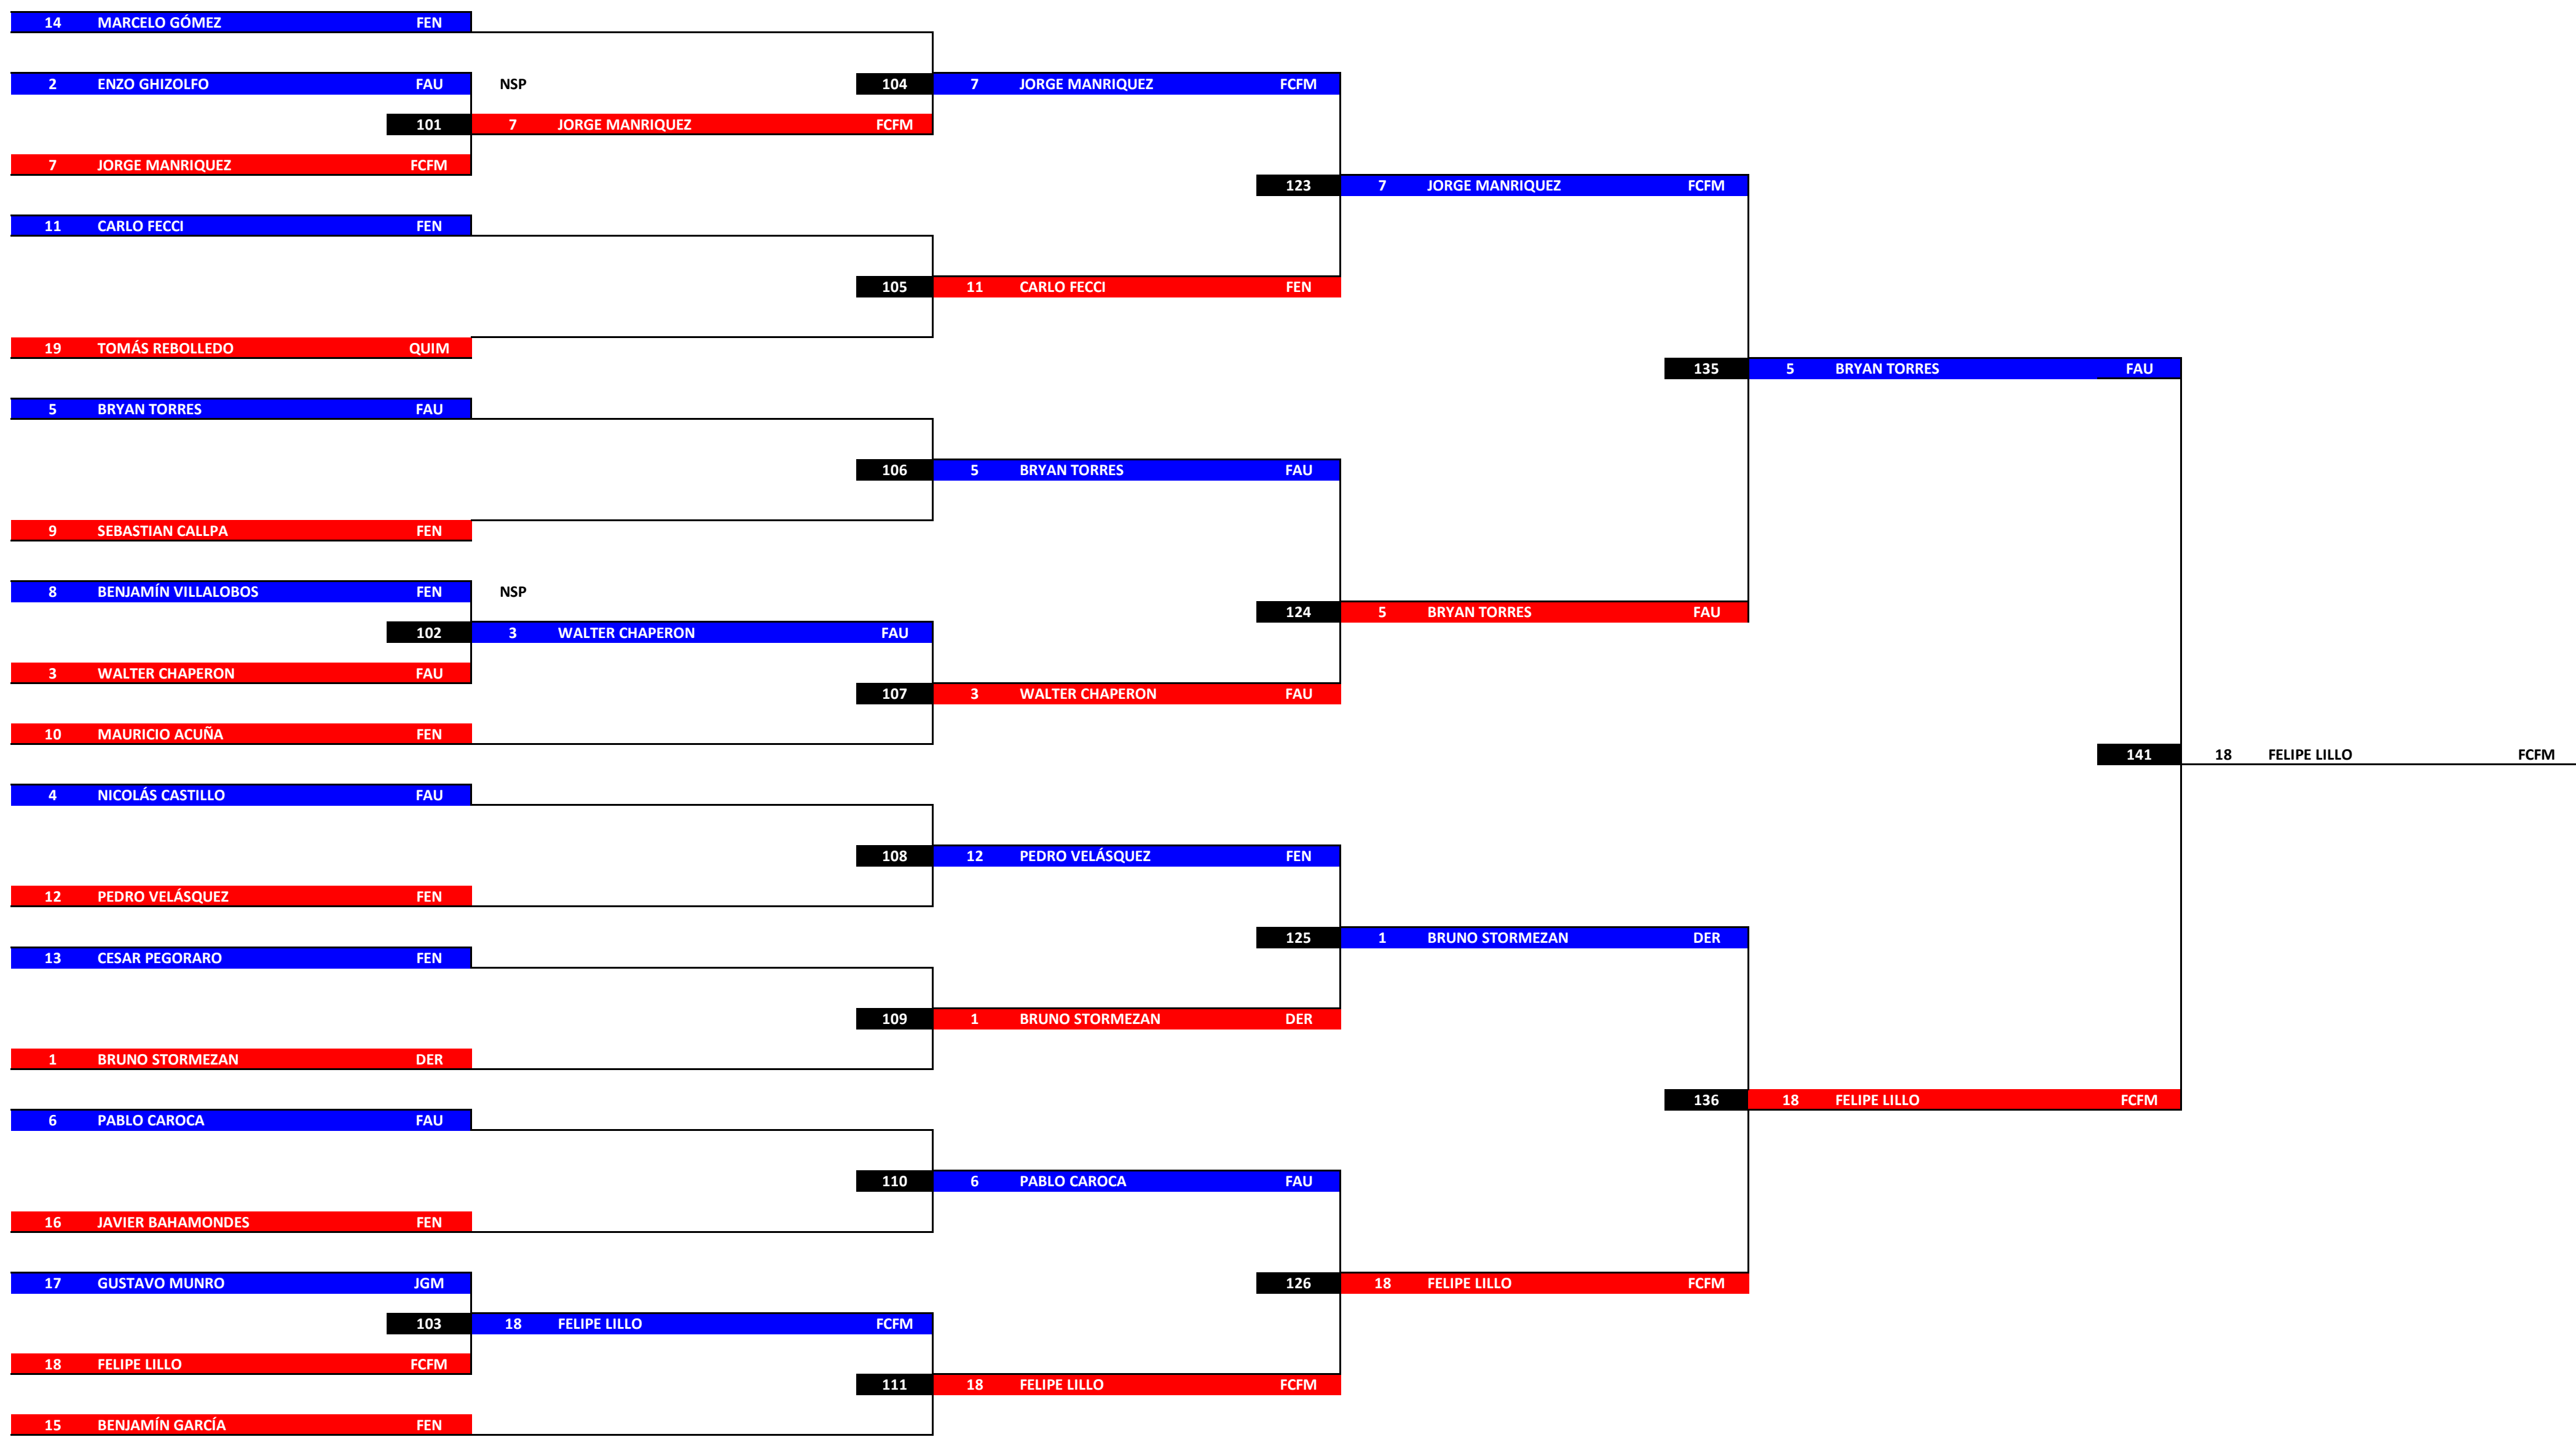 14 MARCELO GÓMEZ FEN
2 ENZO GHIZOLFO FAU NSP 104 7 JORGE MANRIQUEZ FCFM
101 7 JORGE MANRIQUEZ FCFM
7 JORGE MANRIQUEZ FCFM
123 7 JORGE MANRIQUEZ FCFM
11 CARLO FECCI FEN
105 11 CARLO FECCI FEN
19 TOMÁS REBOLLEDO QUIM
135 5 BRYAN TORRES FAU
5 BRYAN TORRES FAU
106 5 BRYAN TORRES FAU
9 SEBASTIAN CALLPA FEN
8 BENJAMÍN VILLALOBOS FEN NSP
124 5 BRYAN TORRES FAU
102 3 WALTER CHAPERON FAU
3 WALTER CHAPERON FAU
107 3 WALTER CHAPERON FAU
10 MAURICIO ACUÑA FEN
141 18 FELIPE LILLO FCFM
4 NICOLÁS CASTILLO FAU
108 12 PEDRO VELÁSQUEZ FEN
12 PEDRO VELÁSQUEZ FEN
125 1 BRUNO STORMEZAN DER
13 CESAR PEGORARO FEN
109 1 BRUNO STORMEZAN DER
1 BRUNO STORMEZAN DER
136 18 FELIPE LILLO FCFM
6 PABLO CAROCA FAU
110 6 PABLO CAROCA FAU
16 JAVIER BAHAMONDES FEN
17 GUSTAVO MUNRO JGM 126 18 FELIPE LILLO FCFM
103 18 FELIPE LILLO FCFM
18 FELIPE LILLO FCFM
111 18 FELIPE LILLO FCFM
15 BENJAMÍN GARCÍA FEN